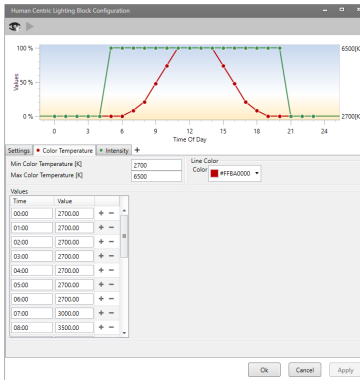 Human Centric Lighting Block Configuration
100 %
6500[K]
Values
50 %
0 %
2700[K]
0 3 6 9 12 15 18 21 24
Time Of Day
Settings Color Temperature Intensity +
Min Color Temperature [K] 2700
Max Color Temperature [K] 6500
Line Color
Color #FFBA0000
Values
Time Value
00:00 2700.00 + −
01:00 2700.00 + −
02:00 2700.00 + −
03:00 2700.00 + −
04:00 2700.00 + −
05:00 2700.00 + −
06:00 2700.00 + −
07:00 3000.00 + −
08:00 3500.00 + −
Ok Cancel Apply